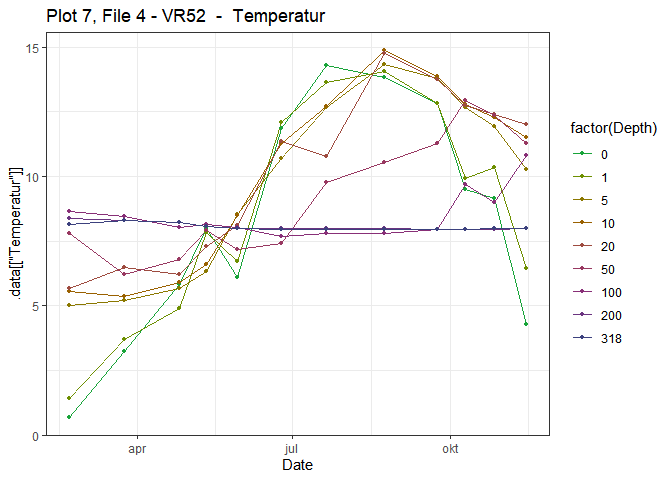 Plot 7, File 4 - VR52  -  Temperatur
.data[["Temperatur"]]
15
10
5
0
apr
jul
okt
Date
factor(Depth)
0
1
5
10
20
50
100
200
318